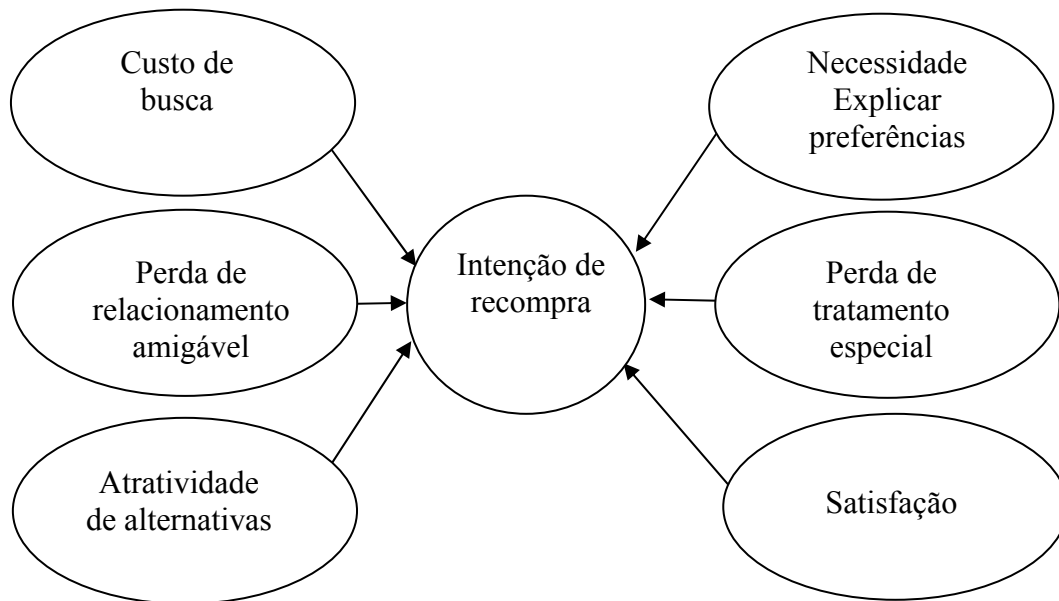 Custo de
busca
Necessidade
Explicar
preferências
Perda de
relacionamento
amigável
Intenção de
recompra
Perda de
tratamento
especial
Atratividade
de alternativas
Satisfação